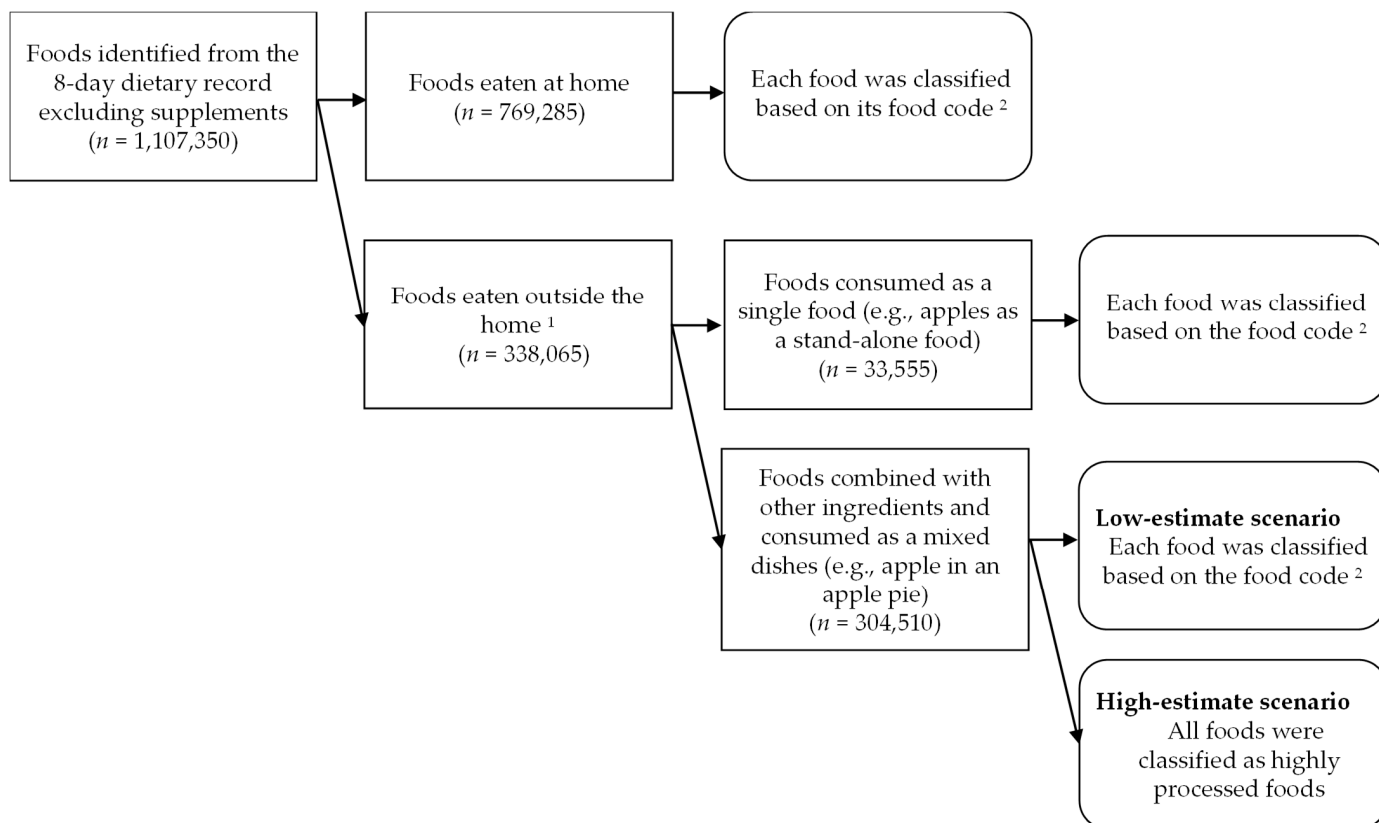 Foods identified from the
8-day dietary record
excluding supplements
(n = 1,107,350)
Foods eaten at home
(n = 769,285)
Each food was classified
based on its food code ²
Foods eaten outside the
home ¹
(n = 338,065)
Foods consumed as a
single food (e.g., apples as
a stand-alone food)
(n = 33,555)
Each food was classified
based on the food code ²
Foods combined with
other ingredients and
consumed as a mixed
dishes (e.g., apple in an
apple pie)
(n = 304,510)
Low-estimate scenario
Each food was classified
based on the food code ²
High-estimate scenario
All foods were
classified as highly
processed foods